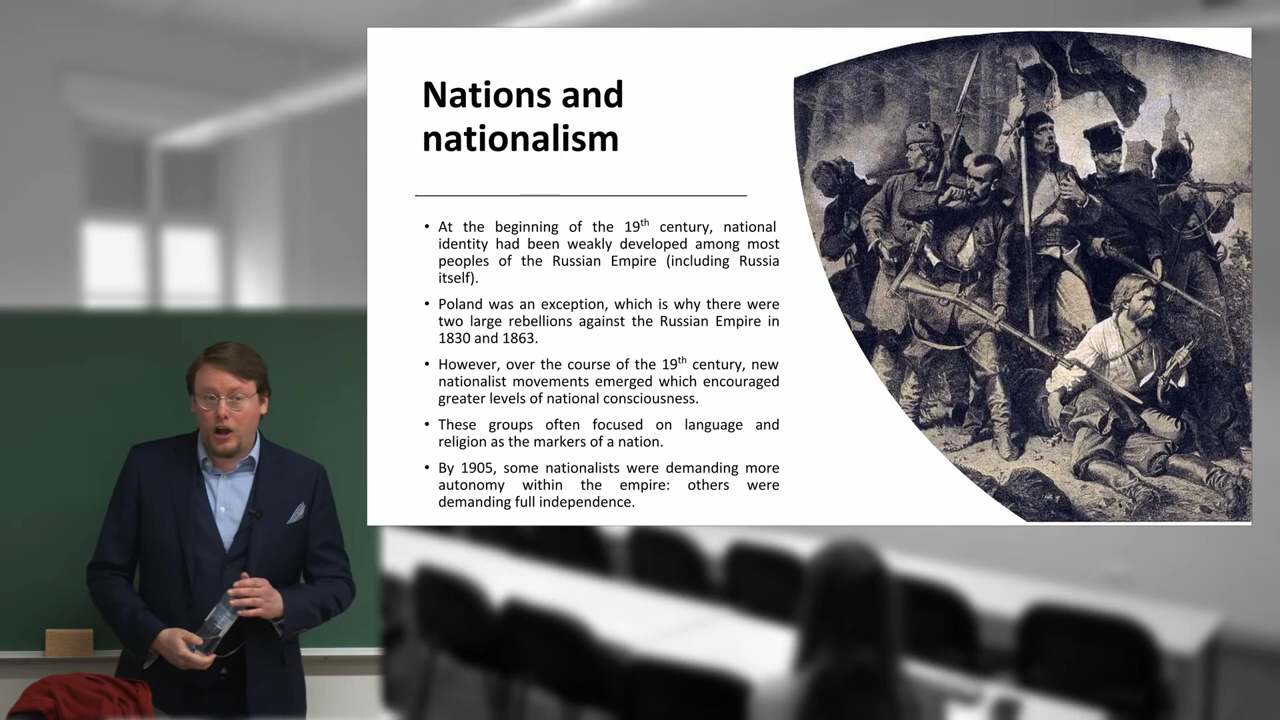 Nations and
nationalism
• At the beginning of the 19th century, national
identity had been weakly developed among most
peoples of the Russian Empire (including Russia
itself).
• Poland was an exception, which is why there were
two large rebellions against the Russian Empire in
1830 and 1863.
• However, over the course of the 19th century, new
nationalist movements emerged which encouraged
greater levels of national consciousness.
• These groups often focused on language and
religion as the markers of a nation.
• By 1905, some nationalists were demanding more
autonomy within the empire: others were
demanding full independence.